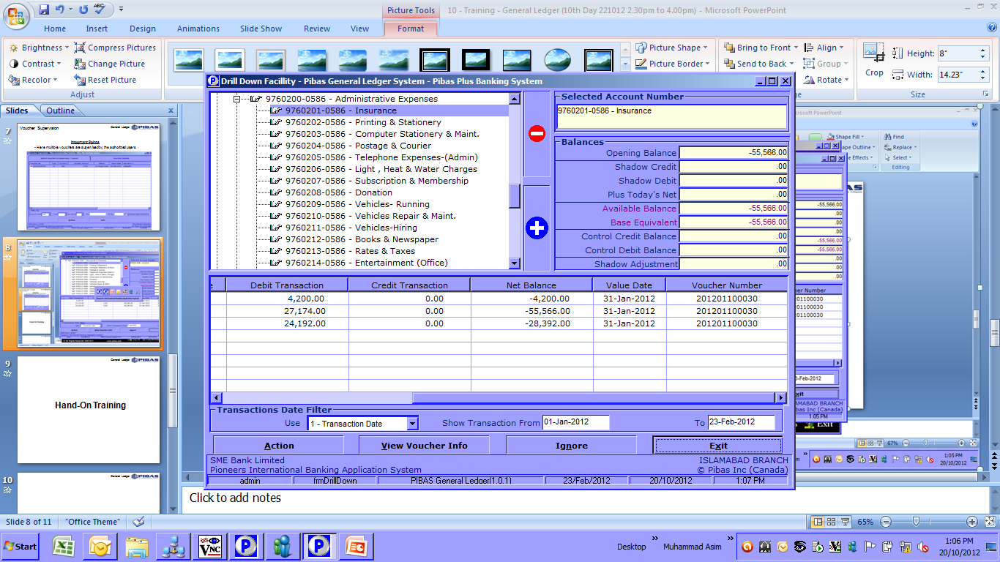 Picture Tools
10 - Training - General Ledger (10th Day 221012 2.30pm to 4.00pm) - Microsoft PowerPoint
Home Insert Design Animations Slide Show Review View Format
Brightness Compress Pictures
Contrast Change Picture
Recolor Reset Picture
Adjust
Picture Shape
Picture Border
Bring to Front Align
Send to Back Group
Rotate
Crop
Height: 8"
Width: 14.23"
Size
Slides Outline
7
Voucher Supervision
General Ledger PIBAS
Important Points
- Here multiple vouchers are supervised by the authorized users.
8
9
General Ledger PIBAS
Hand-On Training
10
General Ledger PIBAS
Drill Down Facillity - Pibas General Ledger System - Pibas Plus Banking System
9760200-0586 - Administrative Expenses
9760201-0586 - Insurance
9760202-0586 - Printing & Stationery
9760203-0586 - Computer Stationery & Maint.
9760204-0586 - Postage & Courier
9760205-0586 - Telephone Expenses-(Admin)
9760206-0586 - Light , Heat & Water Charges
9760207-0586 - Subscription & Membership
9760208-0586 - Donation
9760209-0586 - Vehicles- Running
9760210-0586 - Vehicles Repair & Maint.
9760211-0586 - Vehicles-Hiring
9760212-0586 - Books & Newspaper
9760213-0586 - Rates & Taxes
9760214-0586 - Entertainment (Office)
Selected Account Number
9760201-0586 - Insurance
Balances
Opening Balance -55,566.00
Shadow Credit .00
Shadow Debit .00
Plus Today's Net .00
Available Balance -55,566.00
Base Equivalent -55,566.00
Control Credit Balance .00
Control Debit Balance .00
Shadow Adjustment .00
e Debit Transaction Credit Transaction Net Balance Value Date Voucher Number
4,200.00 0.00 -4,200.00 31-Jan-2012 201201100030
27,174.00 0.00 -55,566.00 31-Jan-2012 201201100030
24,192.00 0.00 -28,392.00 31-Jan-2012 201201100030
Transactions Date Filter
Use 1 - Transaction Date Show Transaction From 01-Jan-2012 To 23-Feb-2012
Action View Voucher Info Ignore Exit
SME Bank Limited ISLAMABAD BRANCH
Pioneers International Banking Application System © Pibas Inc (Canada)
admin frmDrillDown PIBAS General Ledger(1.0.1) 23/Feb/2012 20/10/2012 1:07 PM
crosoft PowerPoint
Shape Fill Find
ape Outline Replace
e Effects Select
Editing
-55,566.00
.00
.00
.00
-55,566.00
-55,566.00
.00
.00
.00
her Number
1100030
1100030
1100030
3-Feb-2012
xit
AMABAD BRANCH
bas Inc (Canada)
1:05 PM
Exit
67%
1:05 PM
20/10/2012
Click to add notes
Slide 8 of 11 "Office Theme" 65%
Start
VNC
Desktop Muhammad Asim
1:06 PM
20/10/2012